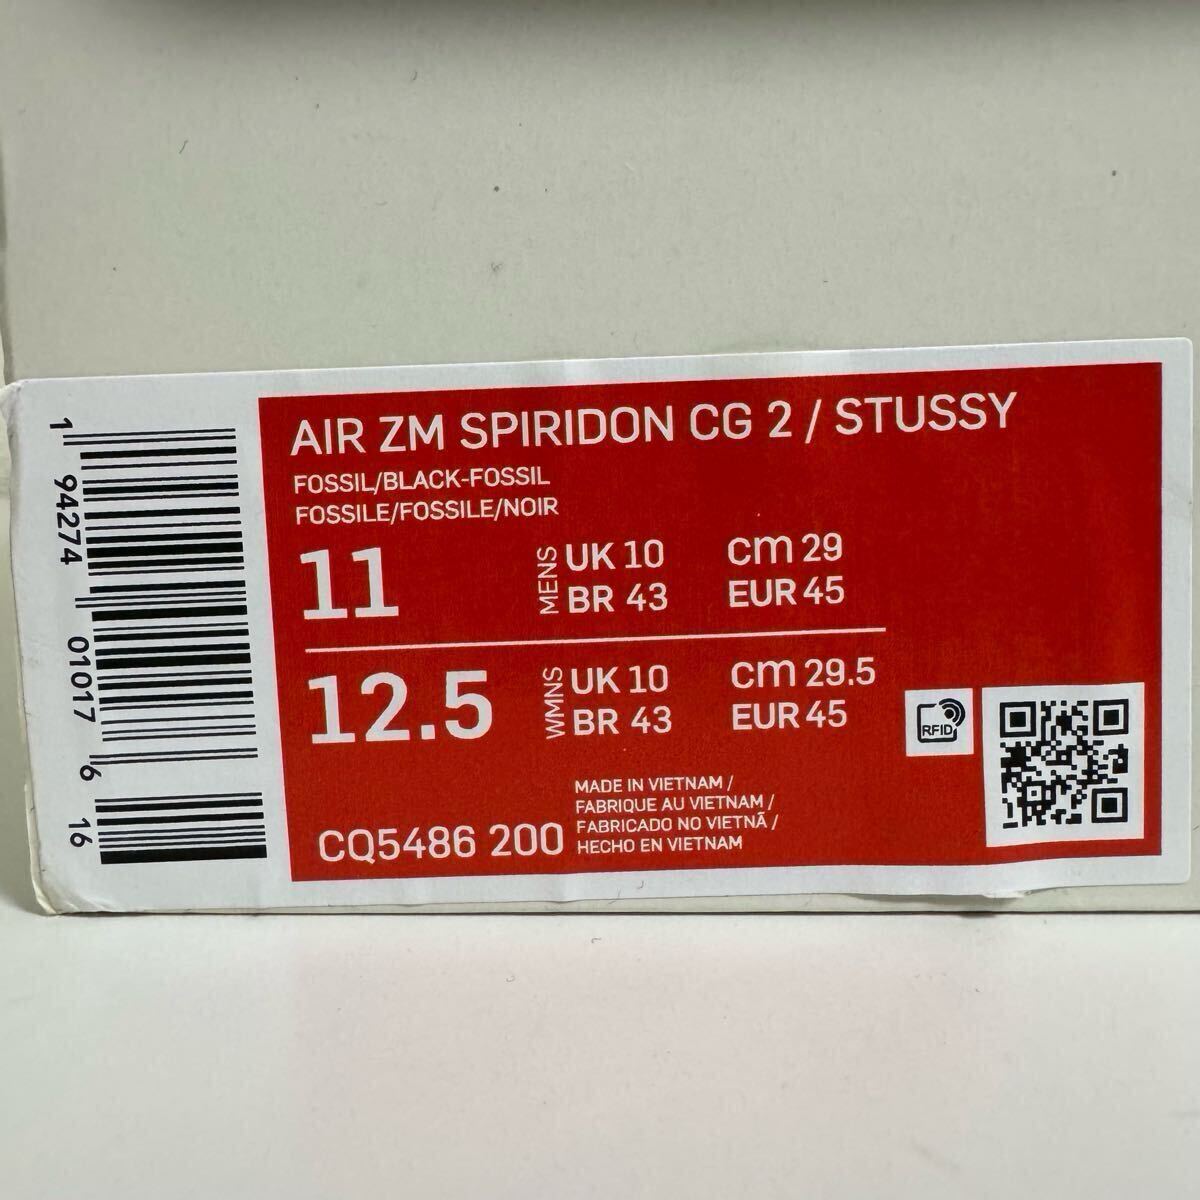 AIR ZM SPIRIDON CG 2 / STUSSY
FOSSIL/BLACK-FOSSIL
FOSSILE/FOSSILE/NOIR
11 MENS UK 10 cm 29
BR 43 EUR 45
12.5 WMNS UK 10 cm 29.5
BR 43 EUR 45
RFID
CQ5486 200
MADE IN VIETNAM /
FABRIQUE AU VIETNAM /
FABRICADO NO VIETNÃ /
HECHO EN VIETNAM
1 94274 01017 6 16